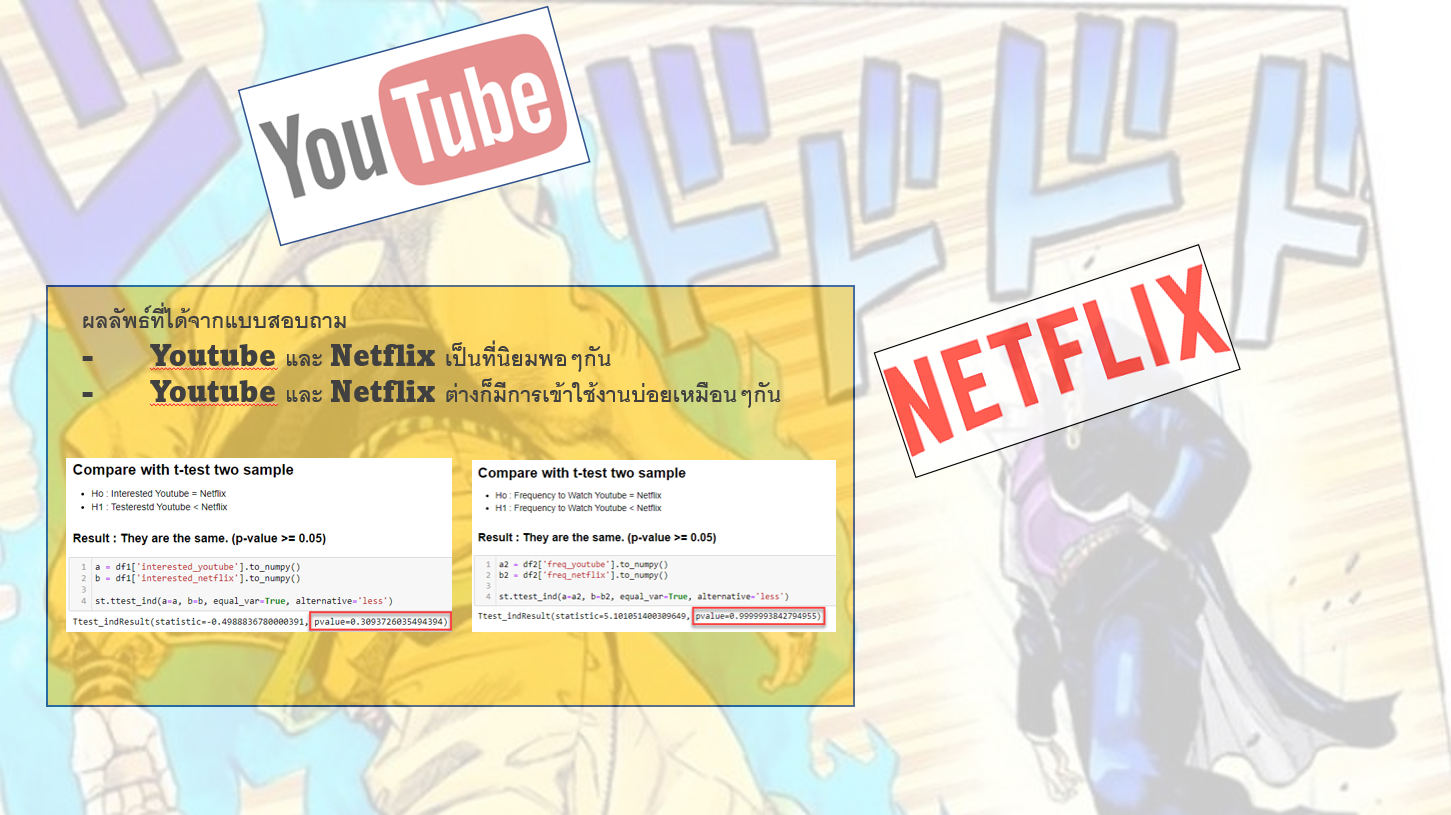 YouTube
ドドドドド
NETFLIX
ผลลัพธ์ที่ได้จากแบบสอบถาม
- Youtube และ Netflix เป็นที่นิยมพอๆกัน
- Youtube และ Netflix ต่างก็มีการเข้าใช้งานบ่อยเหมือนๆกัน
Compare with t-test two sample
• Ho : Interested Youtube = Netflix
• H1 : Testerestd Youtube < Netflix
Result : They are the same. (p-value >= 0.05)
1 a = df1['interested_youtube'].to_numpy()
2 b = df1['interested_netflix'].to_numpy()
3
4 st.ttest_ind(a=a, b=b, equal_var=True, alternative='less')
Ttest_indResult(statistic=-0.4988836780000391, pvalue=0.3093726035494394)
Compare with t-test two sample
• Ho : Frequency to Watch Youtube = Netflix
• H1 : Frequency to Watch Youtube < Netflix
Result : They are the same. (p-value >= 0.05)
1 a2 = df2['freq_youtube'].to_numpy()
2 b2 = df2['freq_netflix'].to_numpy()
3
4 st.ttest_ind(a=a2, b=b2, equal_var=True, alternative='less')
Ttest_indResult(statistic=5.101051400309649, pvalue=0.9999993842794955)